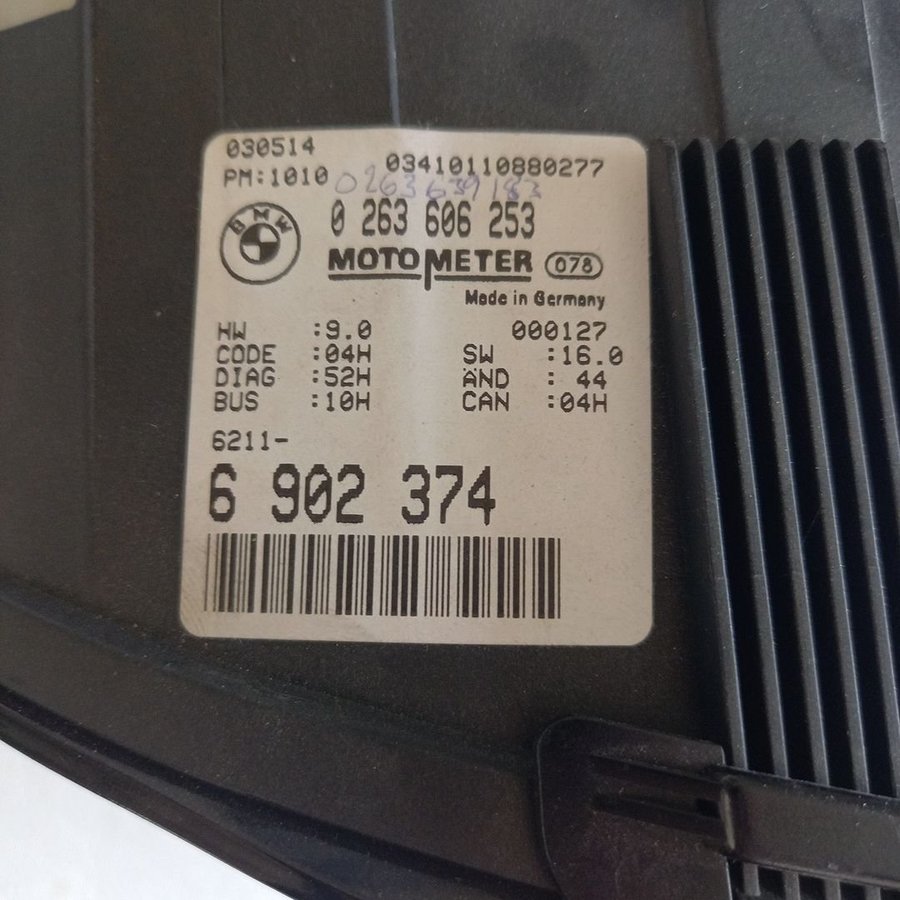 030514
03410110880277
PM:1010
0263639183
BMW
0 263 606 253
MOTOMETER 078
Made in Germany
HW :9.0 000127
CODE :04H SW :16.0
DIAG :52H ÄND : 44
BUS :10H CAN :04H
6211-
6 902 374